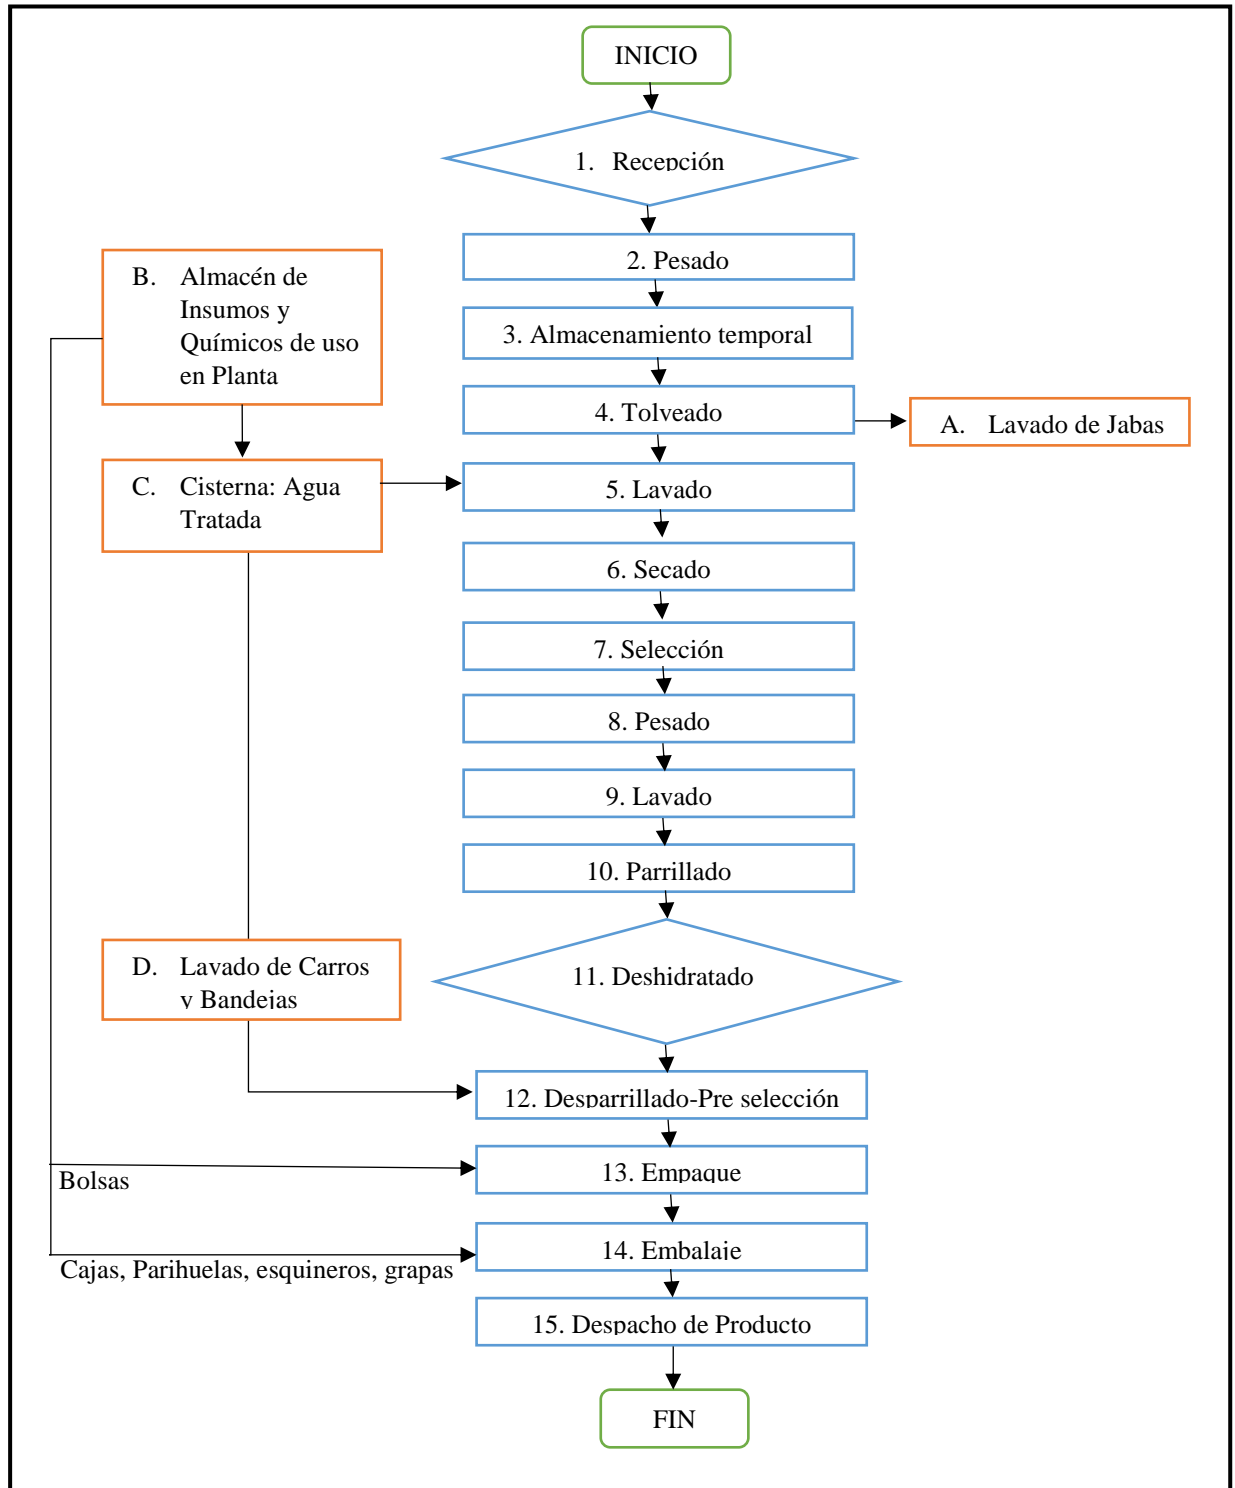 INICIO
1. Recepción
2. Pesado
B. Almacén de
Insumos y
Químicos de uso
en Planta
3. Almacenamiento temporal
4. Tolveado
A. Lavado de Jabas
C. Cisterna: Agua
Tratada
5. Lavado
6. Secado
7. Selección
8. Pesado
9. Lavado
10. Parrillado
D. Lavado de Carros
y Bandejas
11. Deshidratado
12. Desparrillado-Pre selección
13. Empaque
Bolsas
14. Embalaje
Cajas, Parihuelas, esquineros, grapas
15. Despacho de Producto
FIN